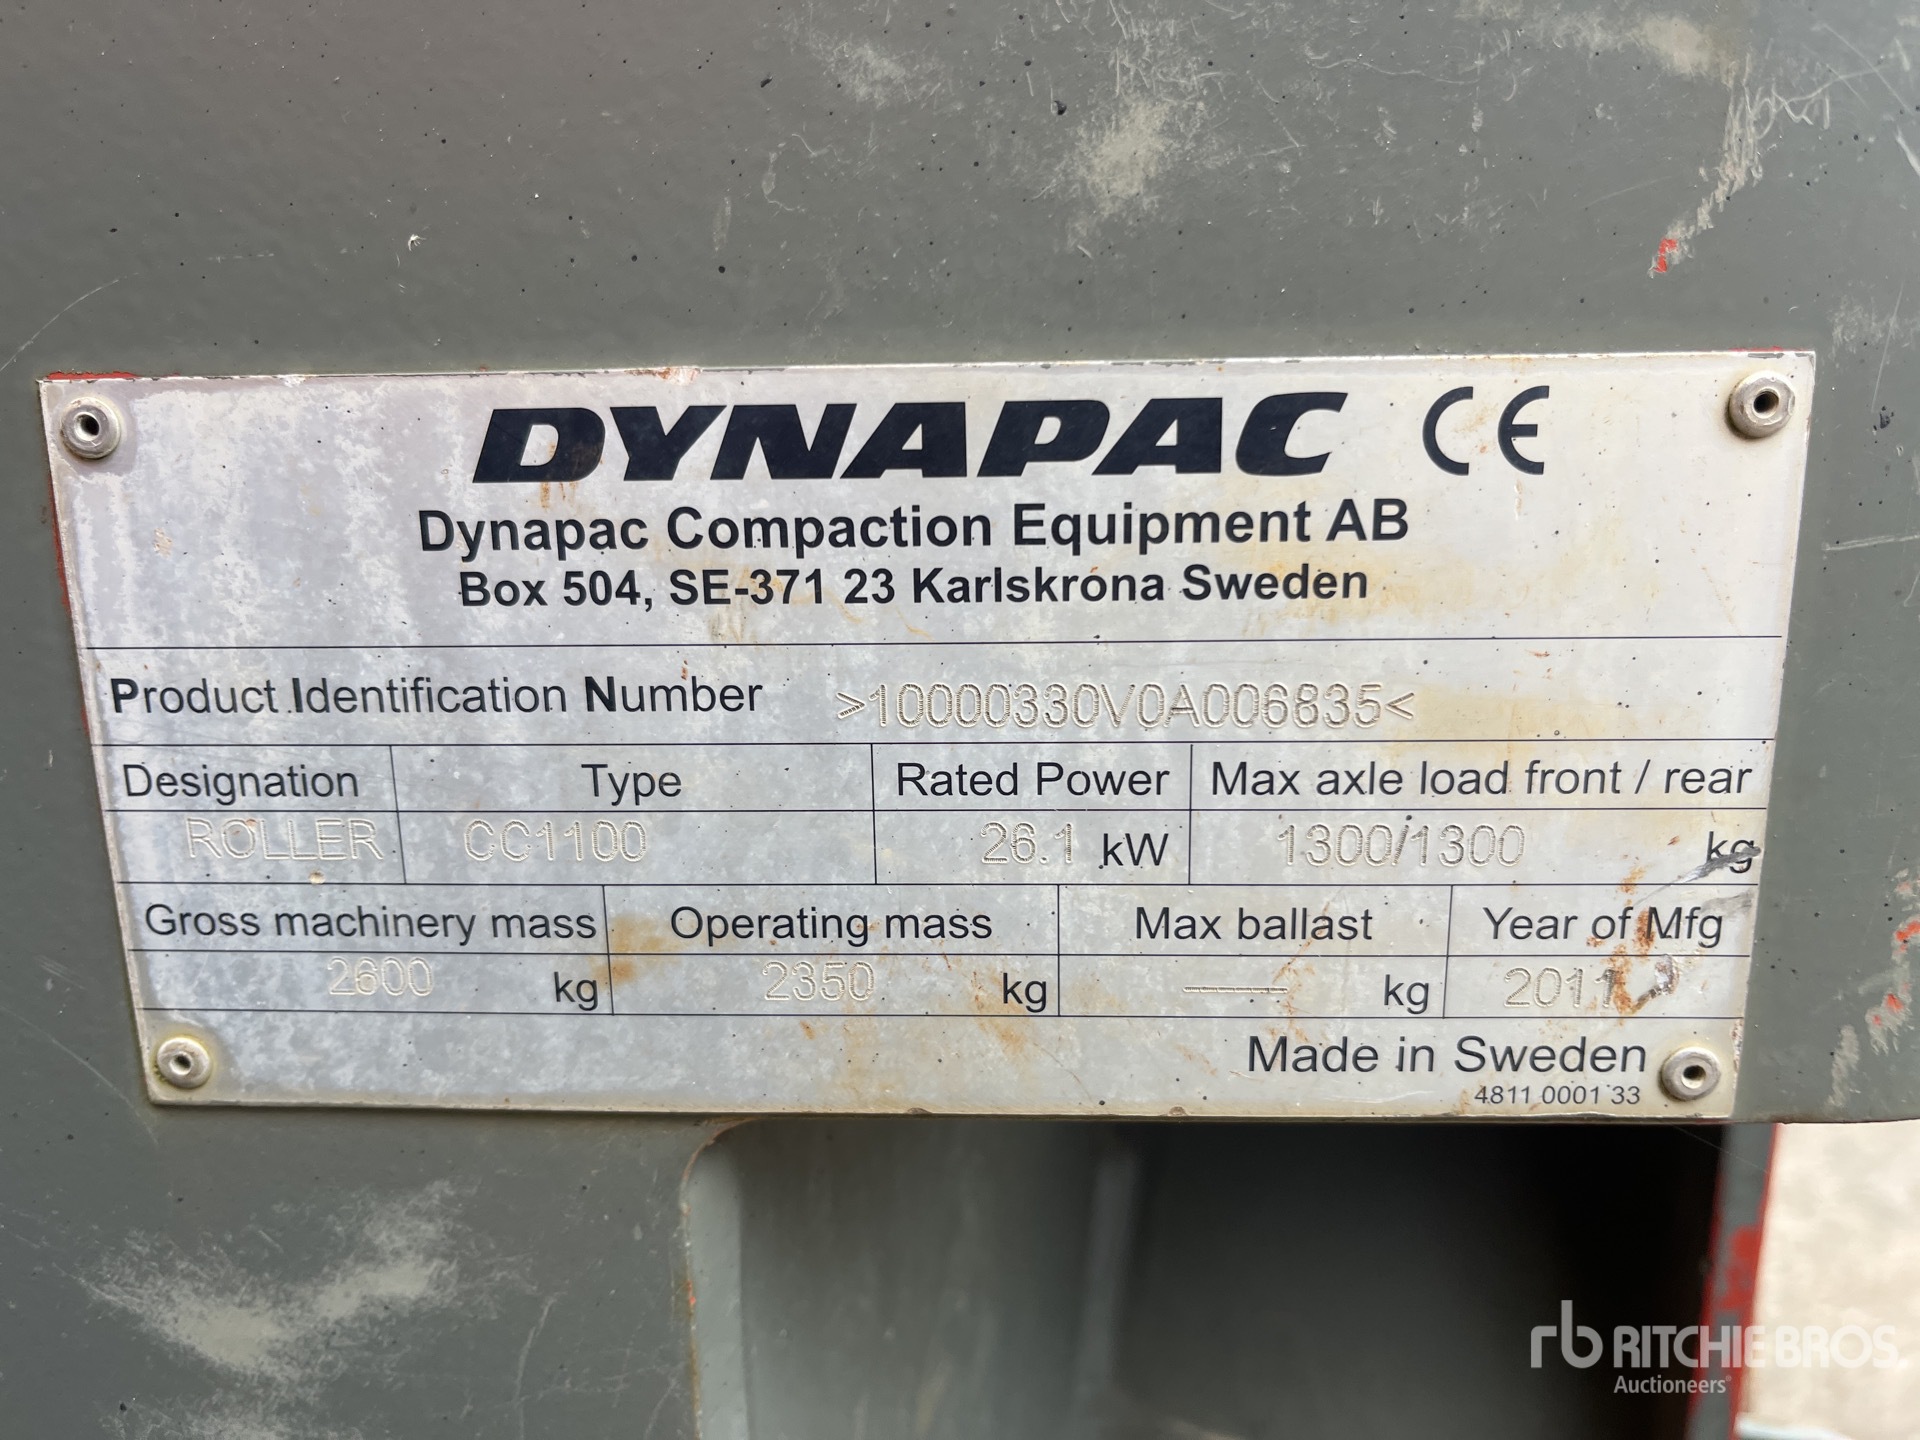 DYNAPAC CE
Dynapac Compaction Equipment AB
Box 504, SE-371 23 Karlskrona Sweden
Product Identification Number >10000330V0A006835<
Designation Type Rated Power Max axle load front / rear
ROLLER CC1100 26.1 kW 1300/1300 kg
Gross machinery mass Operating mass Max ballast Year of Mfg
2600 kg 2350 kg —— kg 2011
Made in Sweden
4811 0001 33
rb RITCHIE BROS.
Auctioneers